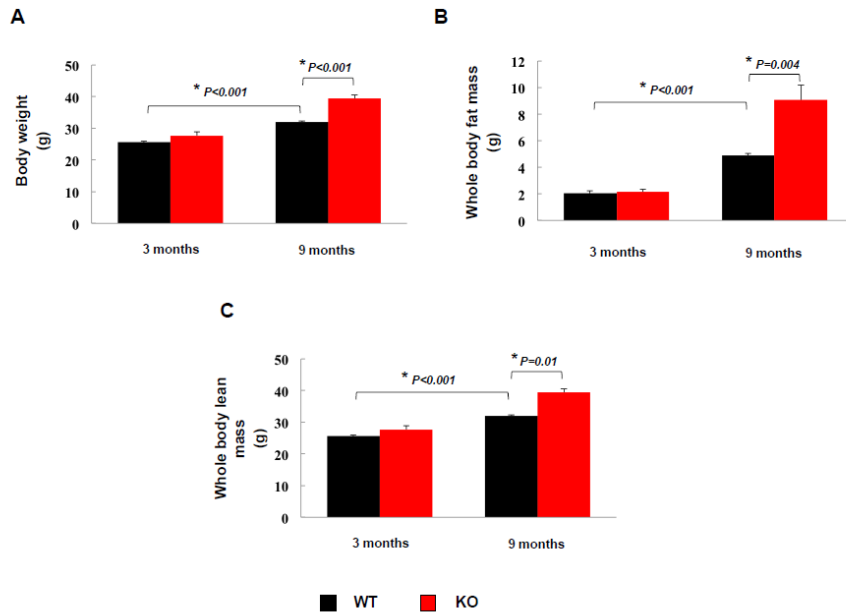 A
Body weight
(g)
50
40
30
20
10
0
* P<0.001
* P<0.001
3 months
9 months
B
Whole body fat mass
(g)
12
10
8
6
4
2
0
* P<0.001
* P=0.004
3 months
9 months
C
Whole body lean
mass
(g)
50
40
30
20
10
0
* P<0.001
* P=0.01
3 months
9 months
WT
KO